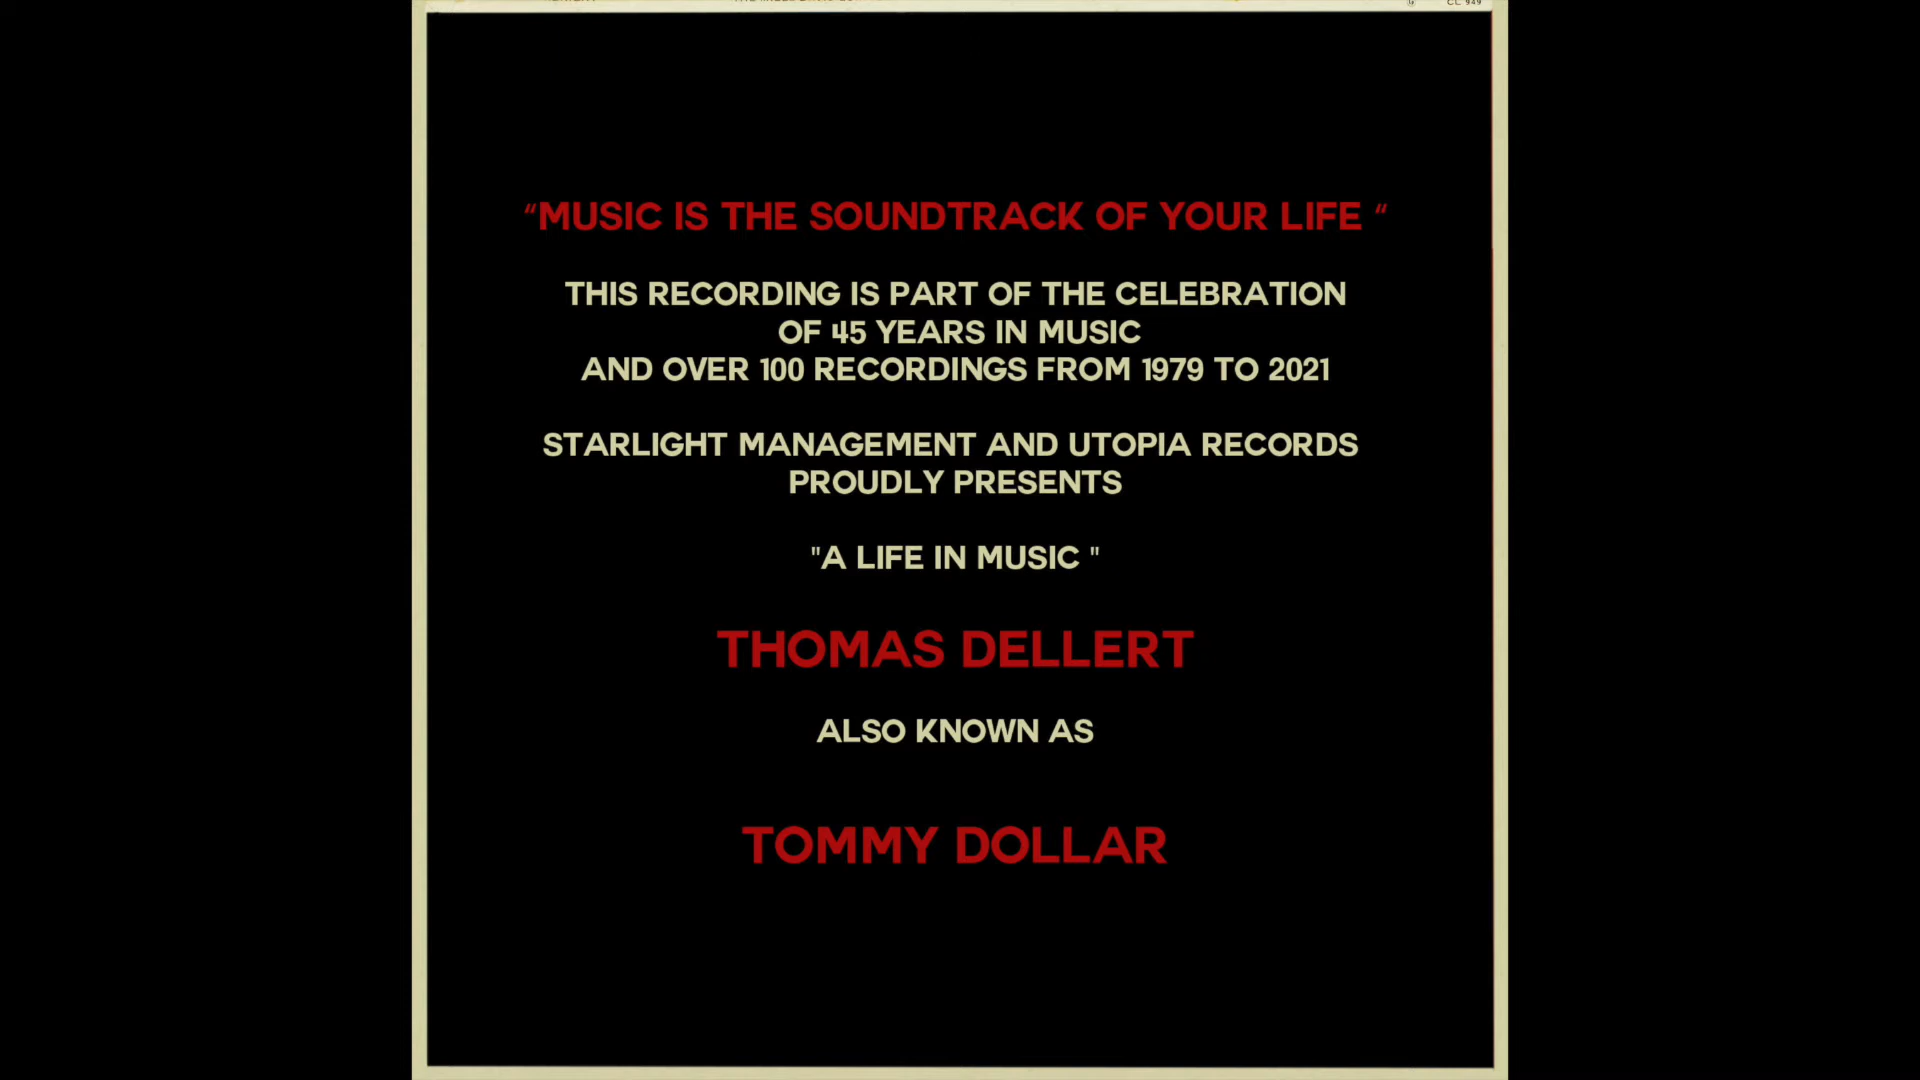 CL 949
“MUSIC IS THE SOUNDTRACK OF YOUR LIFE “
THIS RECORDING IS PART OF THE CELEBRATION
OF 45 YEARS IN MUSIC
AND OVER 100 RECORDINGS FROM 1979 TO 2021
STARLIGHT MANAGEMENT AND UTOPIA RECORDS
PROUDLY PRESENTS
"A LIFE IN MUSIC "
THOMAS DELLERT
ALSO KNOWN AS
TOMMY DOLLAR